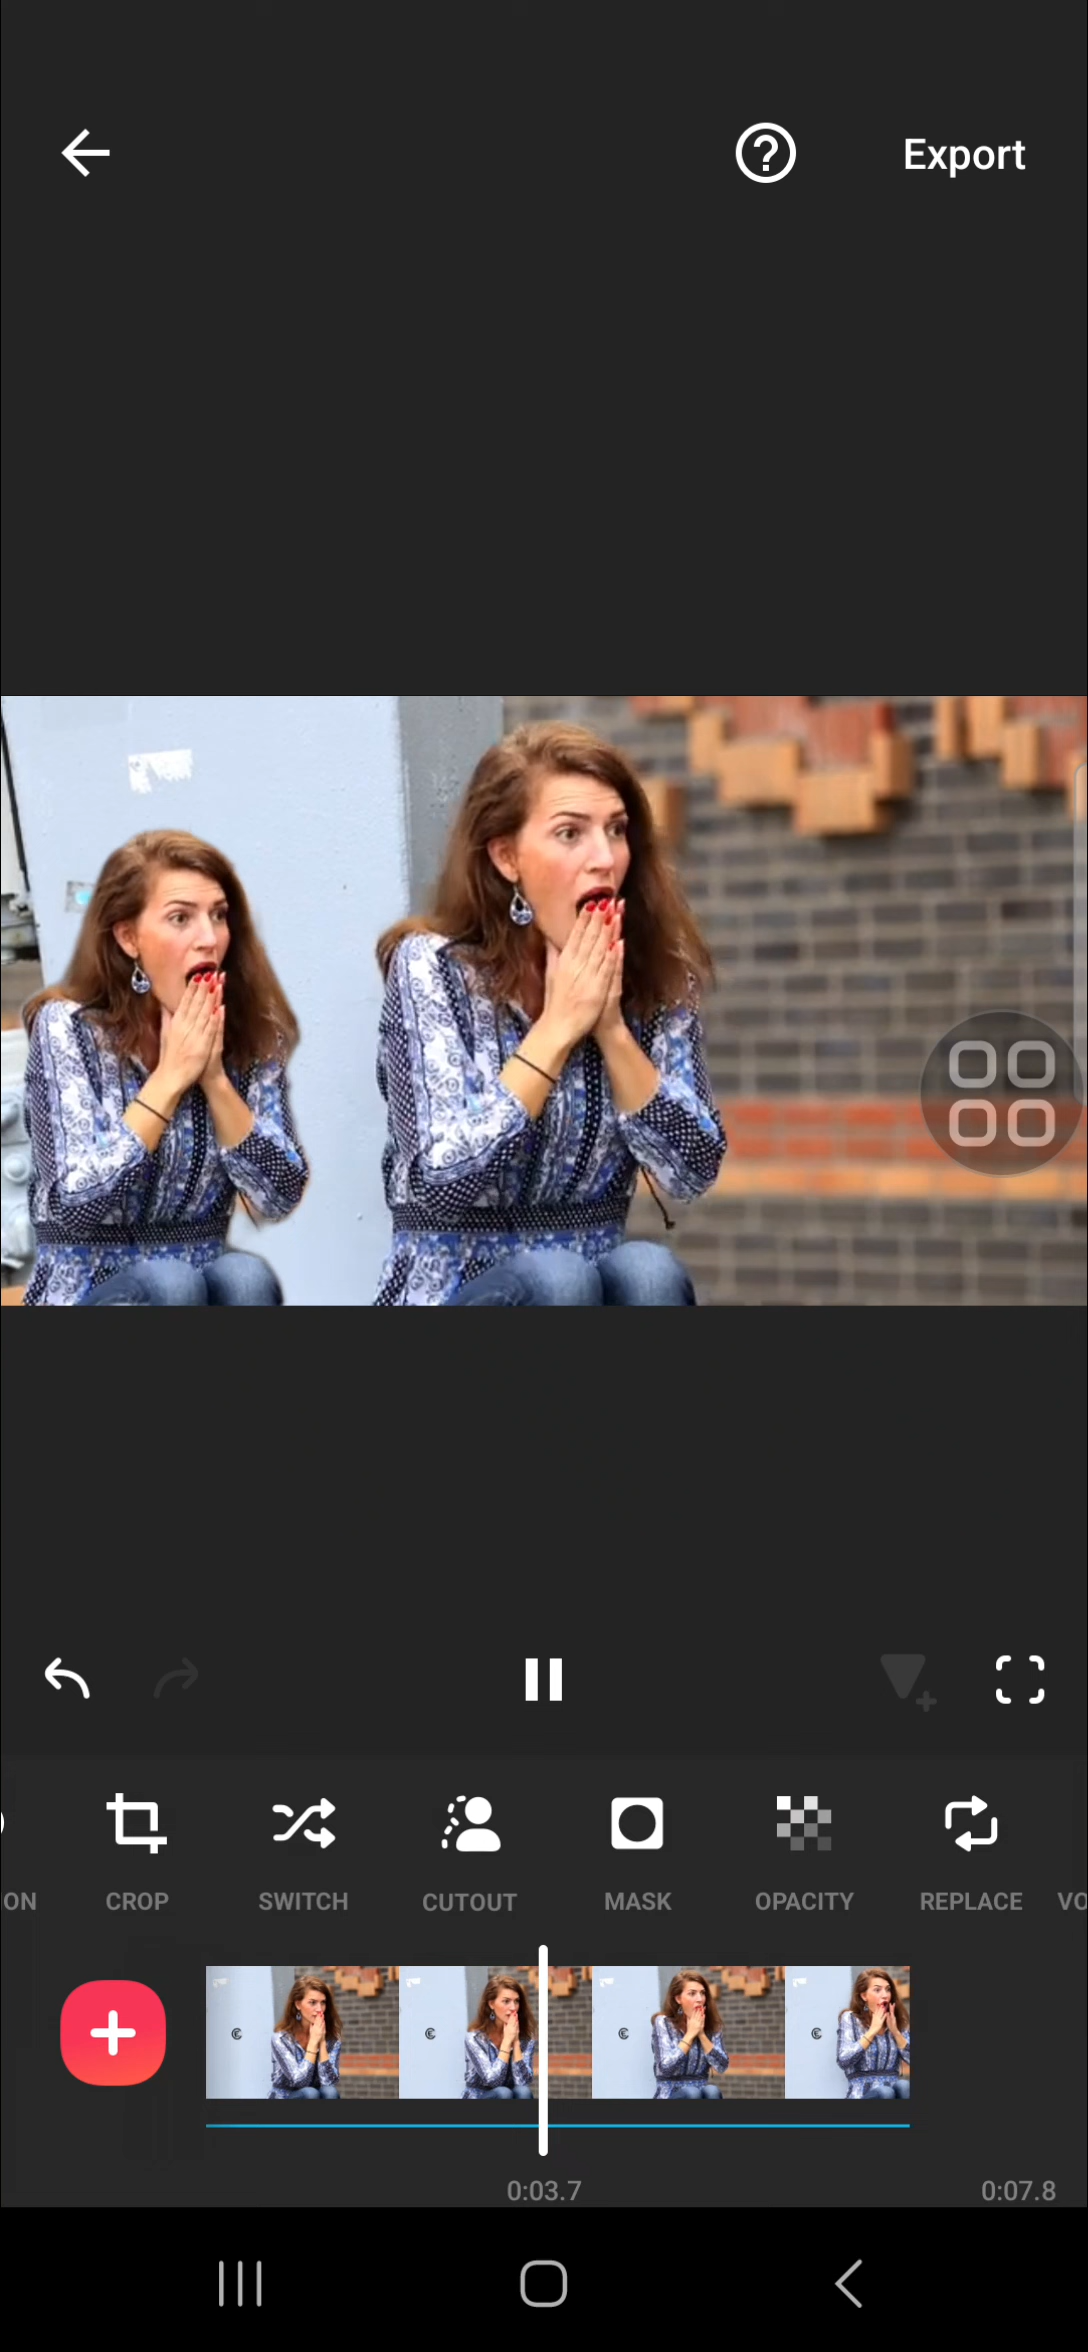 Export
ON
CROP
SWITCH
CUTOUT
MASK
OPACITY
REPLACE
VO
0:03.7
0:07.8